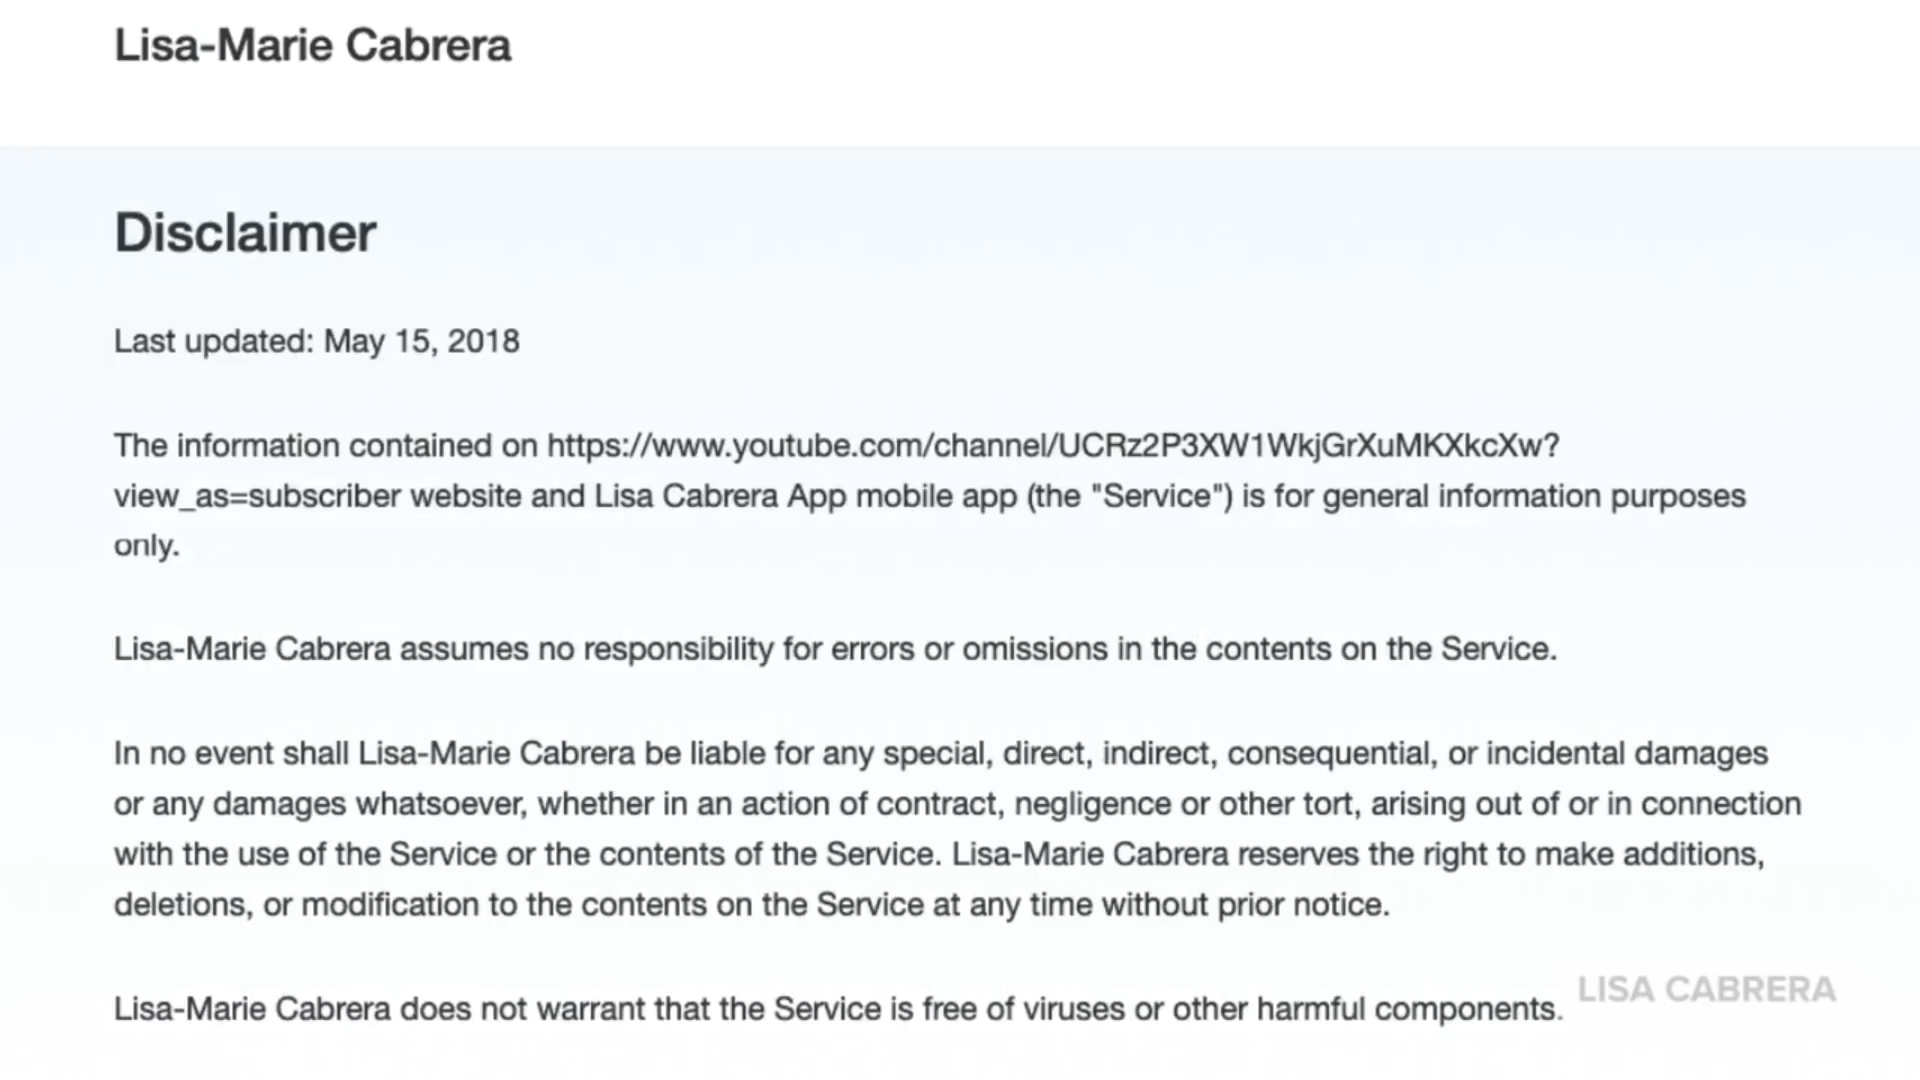 Lisa-Marie Cabrera
Disclaimer
Last updated: May 15, 2018
The information contained on https://www.youtube.com/channel/UCRz2P3XW1WkjGrXuMKXkcXw?
view_as=subscriber website and Lisa Cabrera App mobile app (the "Service") is for general information purposes
only.
Lisa-Marie Cabrera assumes no responsibility for errors or omissions in the contents on the Service.
In no event shall Lisa-Marie Cabrera be liable for any special, direct, indirect, consequential, or incidental damages
or any damages whatsoever, whether in an action of contract, negligence or other tort, arising out of or in connection
with the use of the Service or the contents of the Service. Lisa-Marie Cabrera reserves the right to make additions,
deletions, or modification to the contents on the Service at any time without prior notice.
Lisa-Marie Cabrera does not warrant that the Service is free of viruses or other harmful components.
LISA CABRERA